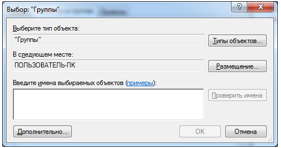 Выбор: "Группы"
Выберите тип объекта:
"Группы"
Типы объектов...
В следующем месте:
ПОЛЬЗОВАТЕЛЬ-ПК
Размещение...
Введите имена выбираемых объектов (примеры):
Проверить имена
Дополнительно...
ОК
Отмена